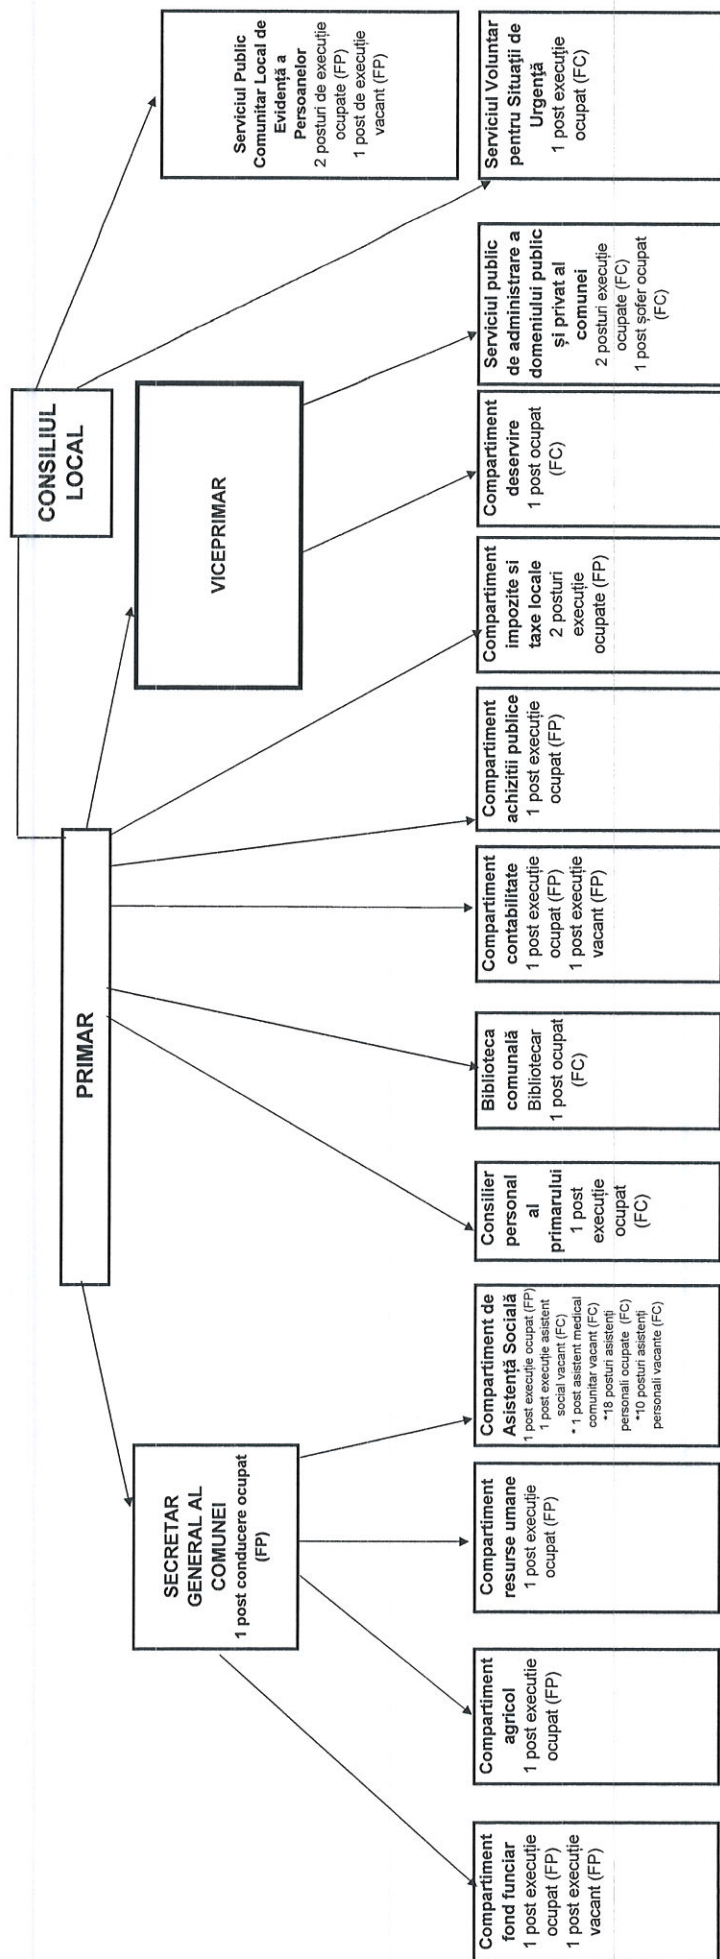 CONSILIUL
LOCAL
PRIMAR
VICEPRIMAR
SECRETAR
GENERAL AL
COMUNEI
1 post conducere ocupat
(FP)
Serviciul Public
Comunitar Local de
Evidență a
Persoanelor
2 posturi de execuție
ocupate (FP)
1 post de execuție
vacant (FP)
Compartiment
fond funciar
1 post execuție
ocupat (FP)
1 post execuție
vacant (FP)
Compartiment
agricol
1 post execuție
ocupat (FP)
Compartiment
resurse umane
1 post execuție
ocupat (FP)
Compartiment de
Asistență Socială
1 post execuție ocupat (FP)
1 post execuție asistent
social vacant (FC)
* 1 post asistent medical
comunitar vacant (FC)
*18 posturi asistenți
personali ocupate (FC)
*10 posturi asistenți
personali vacante (FC)
Consilier
personal
al
primarului
1 post
execuție
ocupat
(FC)
Biblioteca
comunală
Bibliotecar
1 post ocupat
(FC)
Compartiment
contabilitate
1 post execuție
ocupat (FP)
1 post execuție
vacant (FP)
Compartiment
achizitii publice
1 post execuție
ocupat (FP)
Compartiment
impozite si
taxe locale
2 posturi
execuție
ocupate (FP)
Compartiment
deservire
1 post ocupat
(FC)
Serviciul public
de administrare a
domeniului public
și privat al
comunei
2 posturi execuție
ocupate (FC)
1 post șofer ocupat
(FC)
Serviciul Voluntar
pentru Situații de
Urgență
1 post execuție
ocupat (FC)